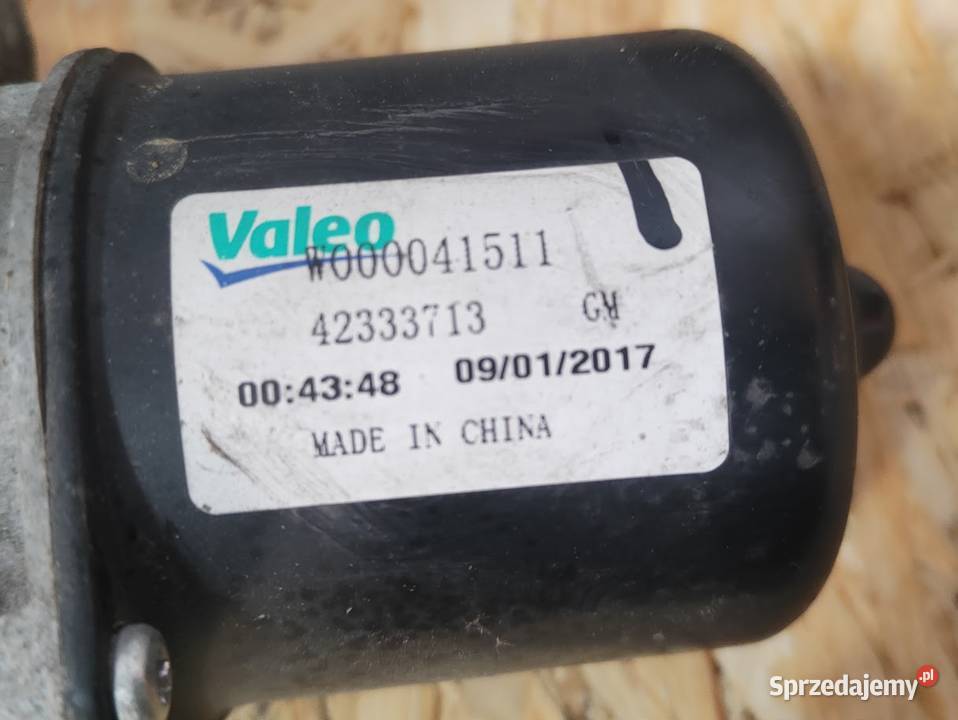 Valeo
W000041511
42333713 GM
00:43:48 09/01/2017
MADE IN CHINA
Sprzedajemy.pl